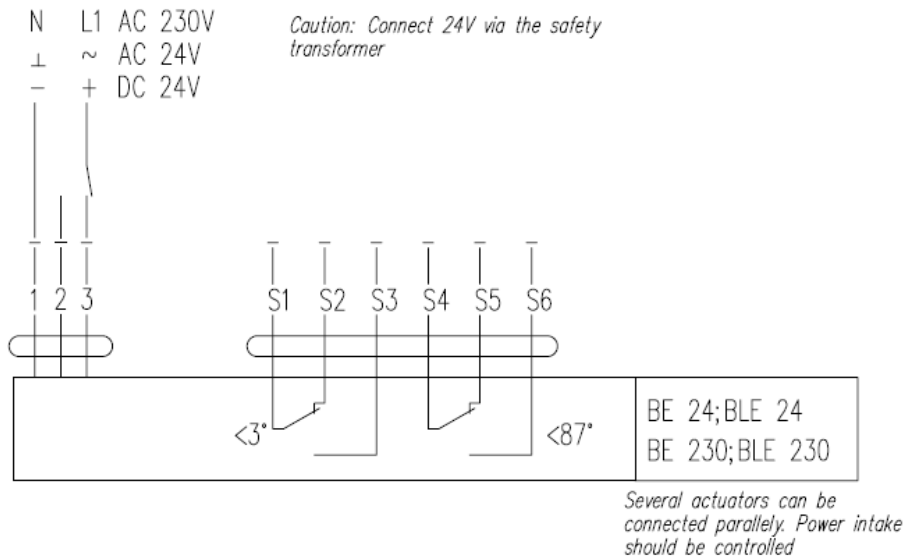 N L1 AC 230V
⊥ ~ AC 24V
− + DC 24V
Caution: Connect 24V via the safety
transformer
1 2 3 S1 S2 S3 S4 S5 S6
<3° <87°
BE 24;BLE 24
BE 230;BLE 230
Several actuators can be
connected parallely. Power intake
should be controlled